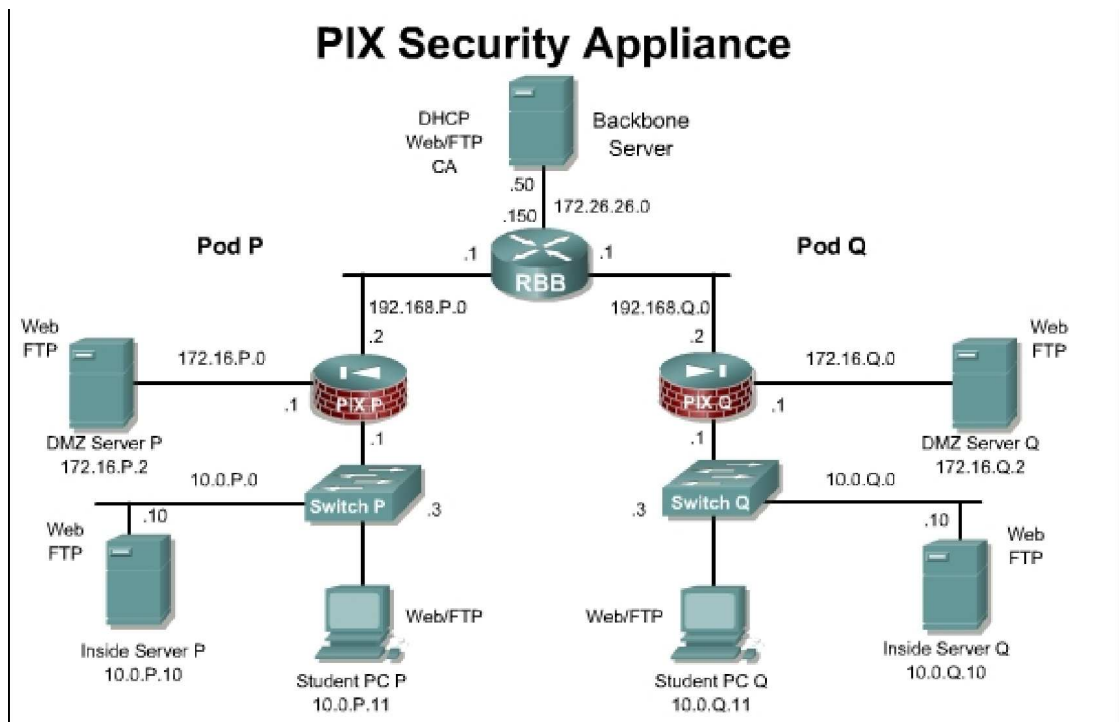 PIX Security Appliance
DHCP
Web/FTP
CA
Backbone
Server
.50
172.26.26.0
.150
Pod P
Pod Q
.1
.1
RBB
192.168.P.0
192.168.Q.0
Web
FTP
Web
FTP
.2
.2
172.16.P.0
172.16.Q.0
PIX P
PIX Q
.1
.1
.1
.1
DMZ Server P
172.16.P.2
DMZ Server Q
172.16.Q.2
10.0.P.0
10.0.Q.0
Switch P
Switch Q
.3
.3
.10
.10
Web
FTP
Web
FTP
Web/FTP
Web/FTP
Inside Server P
10.0.P.10
Student PC P
10.0.P.11
Student PC Q
10.0.Q.11
Inside Server Q
10.0.Q.10